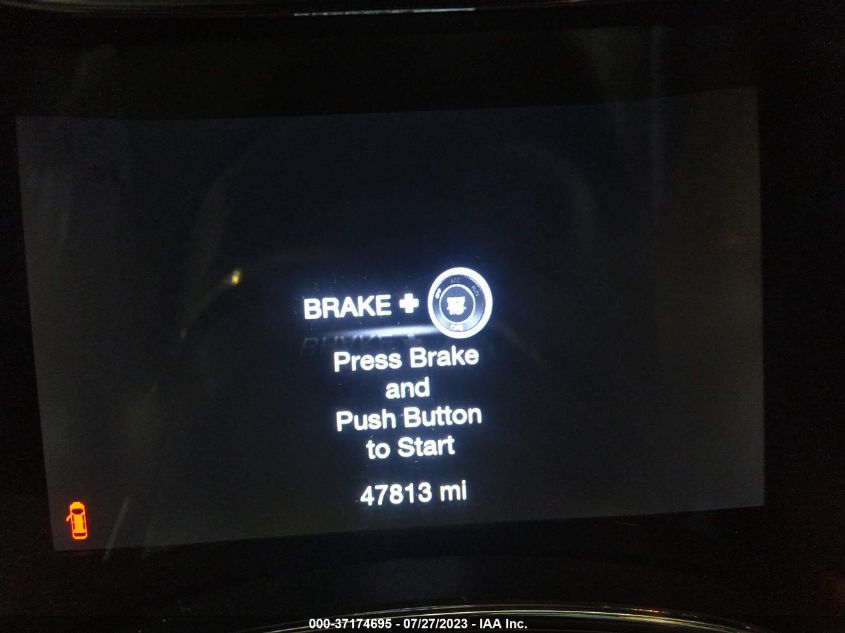 BRAKE +
Press Brake
and
Push Button
to Start
47813 mi
000-37174695 - 07/27/2023 - IAA Inc.